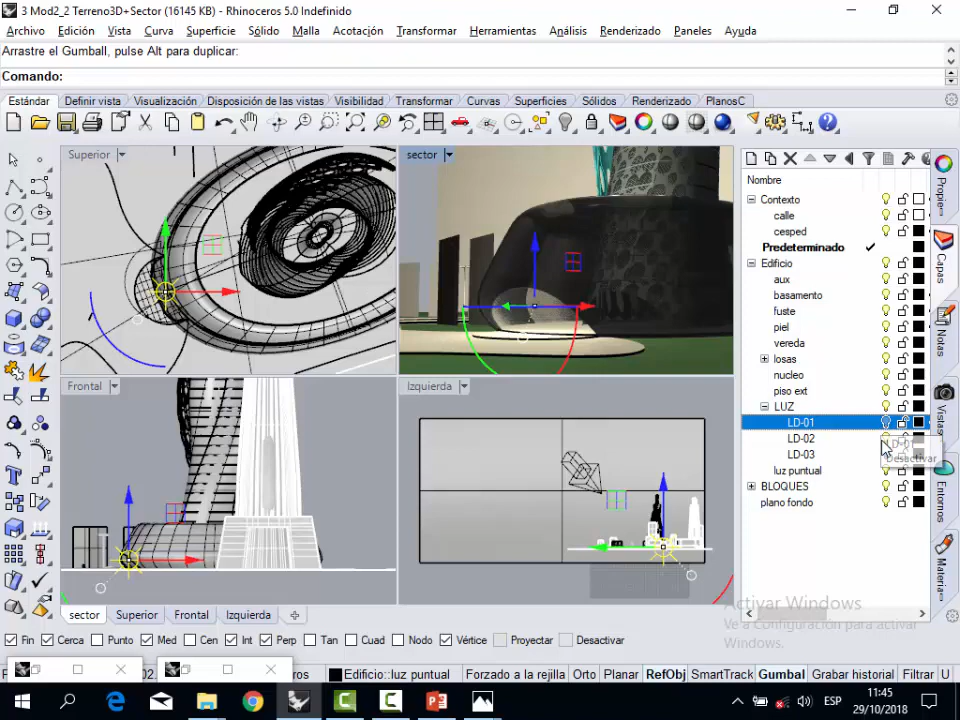 3 Mod2_2 Terreno3D+Sector (16145 KB) - Rhinoceros 5.0 Indefinido
Archivo Edición Vista Curva Superficie Sólido Malla Acotación Transformar Herramientas Análisis Renderizado Paneles Ayuda
Arrastre el Gumball, pulse Alt para duplicar:
Comando:
Estándar Definir vista Visualización Disposición de las vistas Visibilidad Transformar Curvas Superficies Sólidos Renderizado PlanosC
Superior
sector
Frontal
Izquierda
Nombre
Contexto
calle
cesped
Predeterminado
Edificio
aux
basamento
fuste
piel
vereda
losas
nucleo
piso ext
LUZ
LD-01
LD-02
LD-03
luz puntual
BLOQUES
plano fondo
Desactivar
Capas
Notas
Vistas
Entornos
Activar Windows
Ve a Configuración para activar
Windows.
sector Superior Frontal Izquierda
Fin Cerca Punto Med Cen Int Perp Tan Cuad Nodo Vértice Proyectar Desactivar
Edificio::luz puntual Forzado a la rejilla Orto Planar RefObj SmartTrack Gumbal Grabar historial Filtrar
ESP
11:45
29/10/2018